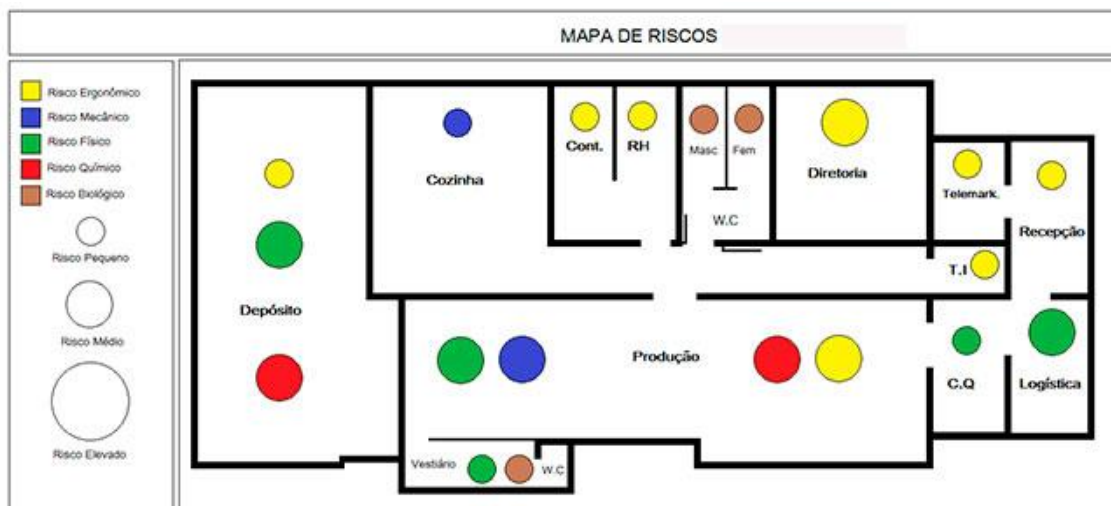 MAPA DE RISCOS
Risco Ergonômico
Risco Mecânico
Risco Físico
Risco Químico
Risco Biológico
Risco Pequeno
Risco Médio
Risco Elevado
Cozinha
Cont.
RH
Masc
Fem
W.C
Diretoria
Telemark.
Recepção
T.I
Depósito
Produção
C.Q
Logística
Vestiário
W.C